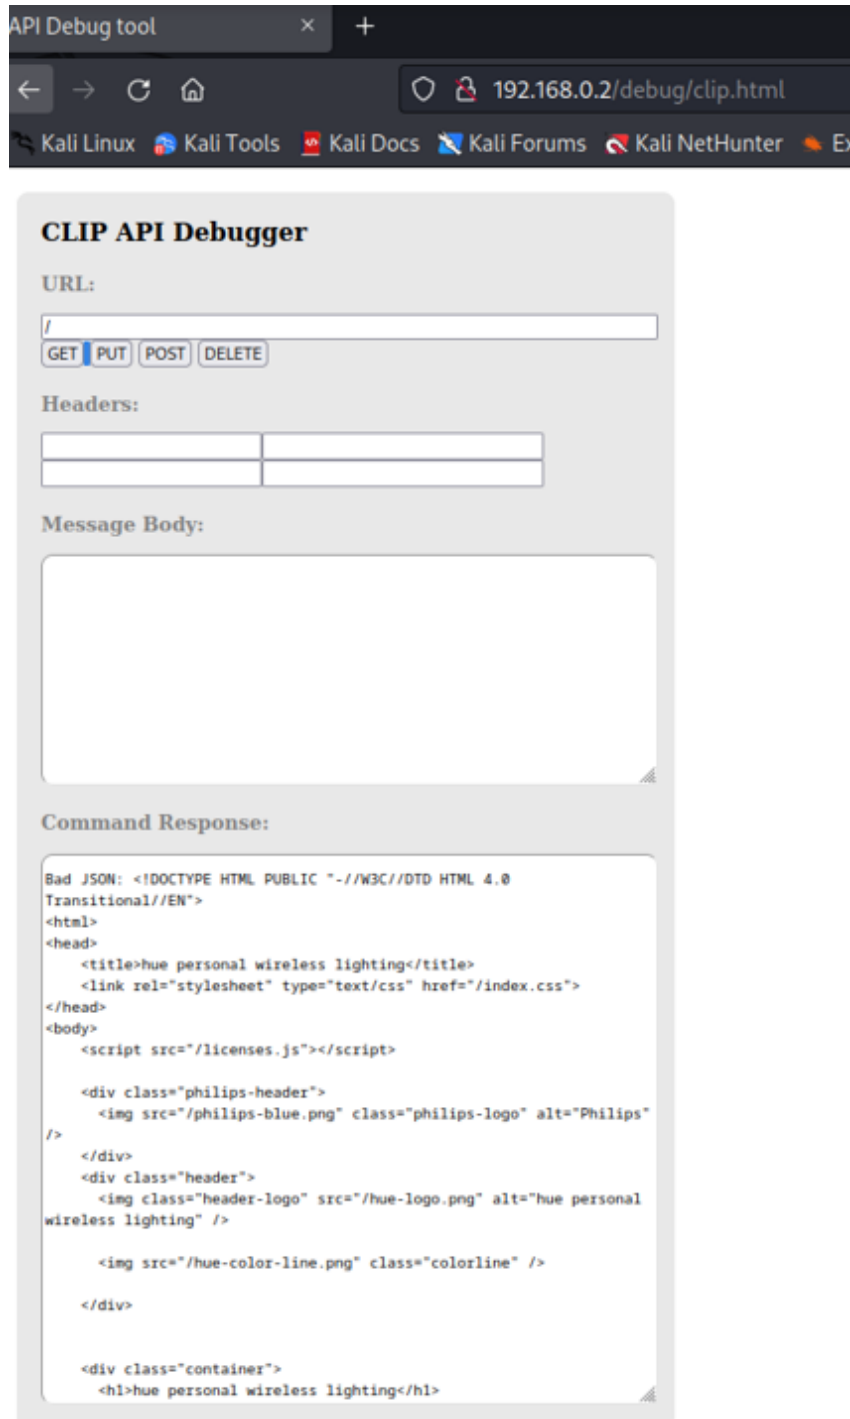 API Debug tool
192.168.0.2/debug/clip.html
Kali Linux Kali Tools Kali Docs Kali Forums Kali NetHunter Ex
CLIP API Debugger
URL:
/
GET PUT POST DELETE
Headers:
Message Body:
Command Response:
Bad JSON: <!DOCTYPE HTML PUBLIC "-//W3C//DTD HTML 4.0
Transitional//EN">
<html>
<head>
    <title>hue personal wireless lighting</title>
    <link rel="stylesheet" type="text/css" href="/index.css">
</head>
<body>
    <script src="/licenses.js"></script>
    <div class="philips-header">
      <img src="/philips-blue.png" class="philips-logo" alt="Philips"
/>
    </div>
    <div class="header">
      <img class="header-logo" src="/hue-logo.png" alt="hue personal
wireless lighting" />
      <img src="/hue-color-line.png" class="colorline" />
    </div>
    <div class="container">
      <h1>hue personal wireless lighting</h1>